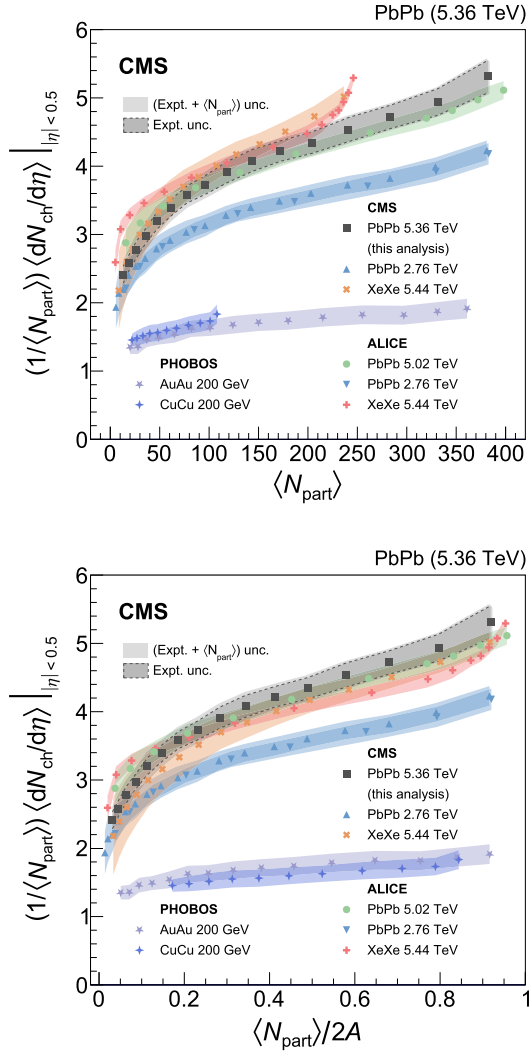 PbPb (5.36 TeV)
CMS
(Expt. + ⟨N_part⟩) unc.
Expt. unc.
(1/⟨N_part⟩) ⟨dN_ch/dη⟩| |η| < 0.5
6
5
4
3
2
1
0
CMS
PbPb 5.36 TeV
(this analysis)
PbPb 2.76 TeV
XeXe 5.44 TeV
PHOBOS
AuAu 200 GeV
CuCu 200 GeV
ALICE
PbPb 5.02 TeV
PbPb 2.76 TeV
XeXe 5.44 TeV
0 50 100 150 200 250 300 350 400
⟨N_part⟩
PbPb (5.36 TeV)
CMS
(Expt. + ⟨N_part⟩) unc.
Expt. unc.
(1/⟨N_part⟩) ⟨dN_ch/dη⟩| |η| < 0.5
6
5
4
3
2
1
0
CMS
PbPb 5.36 TeV
(this analysis)
PbPb 2.76 TeV
XeXe 5.44 TeV
PHOBOS
AuAu 200 GeV
CuCu 200 GeV
ALICE
PbPb 5.02 TeV
PbPb 2.76 TeV
XeXe 5.44 TeV
0 0.2 0.4 0.6 0.8 1
⟨N_part⟩/2A